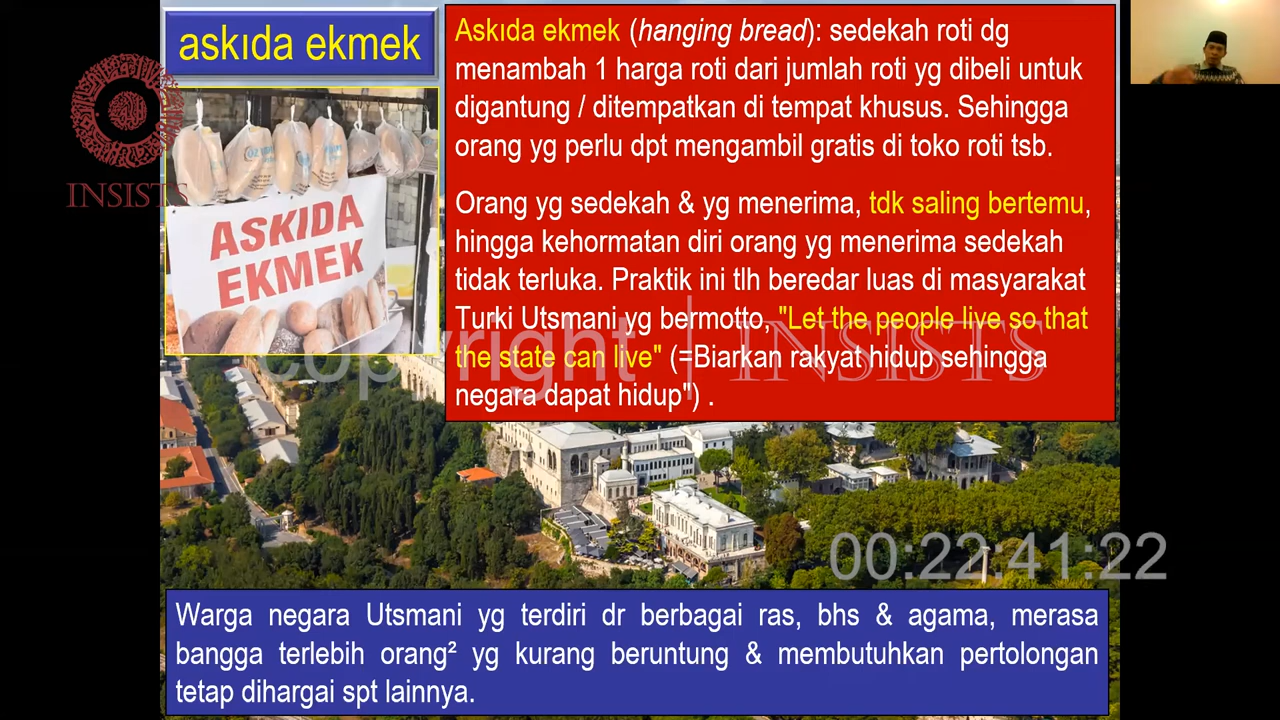 askıda ekmek
INSISTS
ASKIDA
EKMEK
Askıda ekmek (hanging bread): sedekah roti dg
menambah 1 harga roti dari jumlah roti yg dibeli untuk
digantung / ditempatkan di tempat khusus. Sehingga
orang yg perlu dpt mengambil gratis di toko roti tsb.
Orang yg sedekah & yg menerima, tdk saling bertemu,
hingga kehormatan diri orang yg menerima sedekah
tidak terluka. Praktik ini tlh beredar luas di masyarakat
Turki Utsmani yg bermotto, "Let the people live so that
the state can live" (=Biarkan rakyat hidup sehingga
negara dapat hidup") .
copyright | INSISTS
00:22:41:22
Warga negara Utsmani yg terdiri dr berbagai ras, bhs & agama, merasa
bangga terlebih orang² yg kurang beruntung & membutuhkan pertolongan
tetap dihargai spt lainnya.